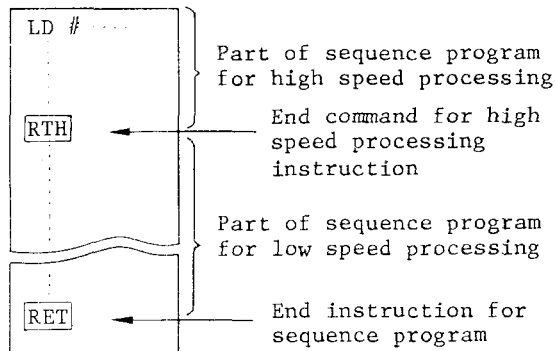 LD # ····
Part of sequence program
for high speed processing
RTH
End command for high
speed processing
instruction
Part of sequence program
for low speed processing
RET
End instruction for
sequence program